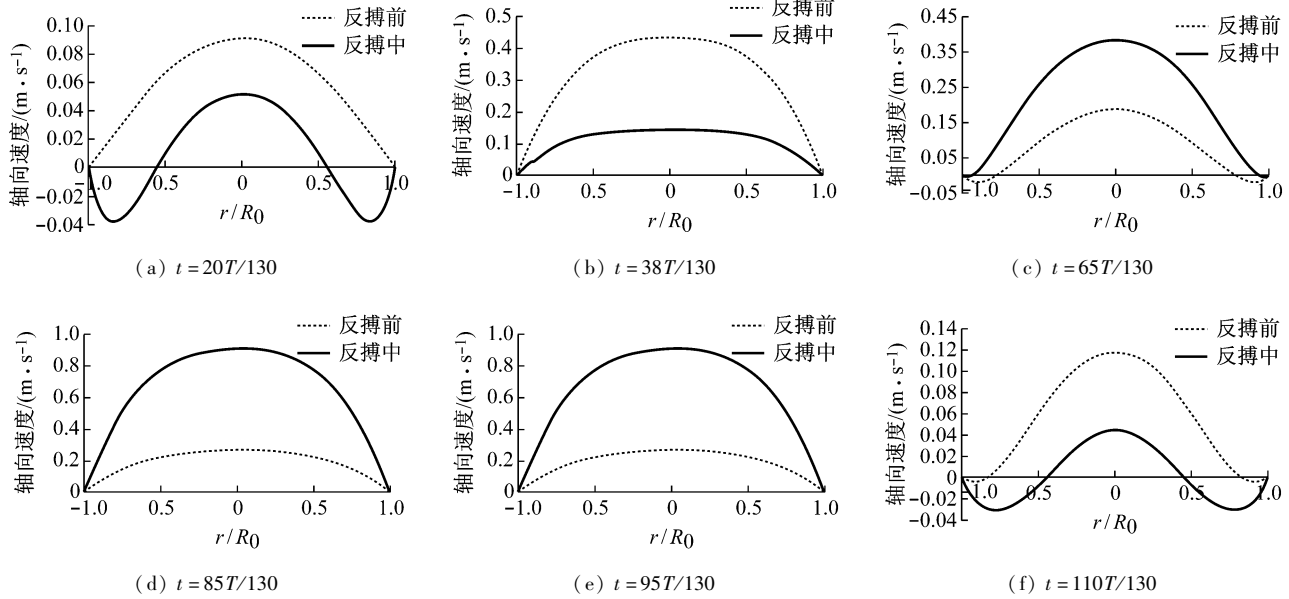 反搏前
反搏中
轴向速度/(m·s⁻¹)
0.10
0.08
0.06
0.04
0.02
0
−0.02
−0.04
−1.0 0.5 0 0.5 1.0
r/R0
(a) t=20T/130
反搏前
反搏中
轴向速度/(m·s⁻¹)
0.5
0.4
0.3
0.2
0.1
0
−1.0 0.5 0 0.5 1.0
r/R0
(b) t=38T/130
反搏前
反搏中
轴向速度/(m·s⁻¹)
0.45
0.35
0.25
0.15
0.05
−0.05
−1.0 0 0.5 1.0
r/R0
(c) t=65T/130
反搏前
反搏中
轴向速度/(m·s⁻¹)
1.0
0.8
0.6
0.4
0.2
0
−1.0 0.5 0 0.5 1.0
r/R0
(d) t=85T/130
反搏前
反搏中
轴向速度/(m·s⁻¹)
1.0
0.8
0.6
0.4
0.2
0
−1.0 0.5 0 0.5 1.0
r/R0
(e) t=95T/130
反搏前
反搏中
轴向速度/(m·s⁻¹)
0.14
0.12
0.10
0.08
0.06
0.04
0.02
0
−0.02
−0.04
−1.0 0.5 0 0.5 1.0
r/R0
(f) t=110T/130